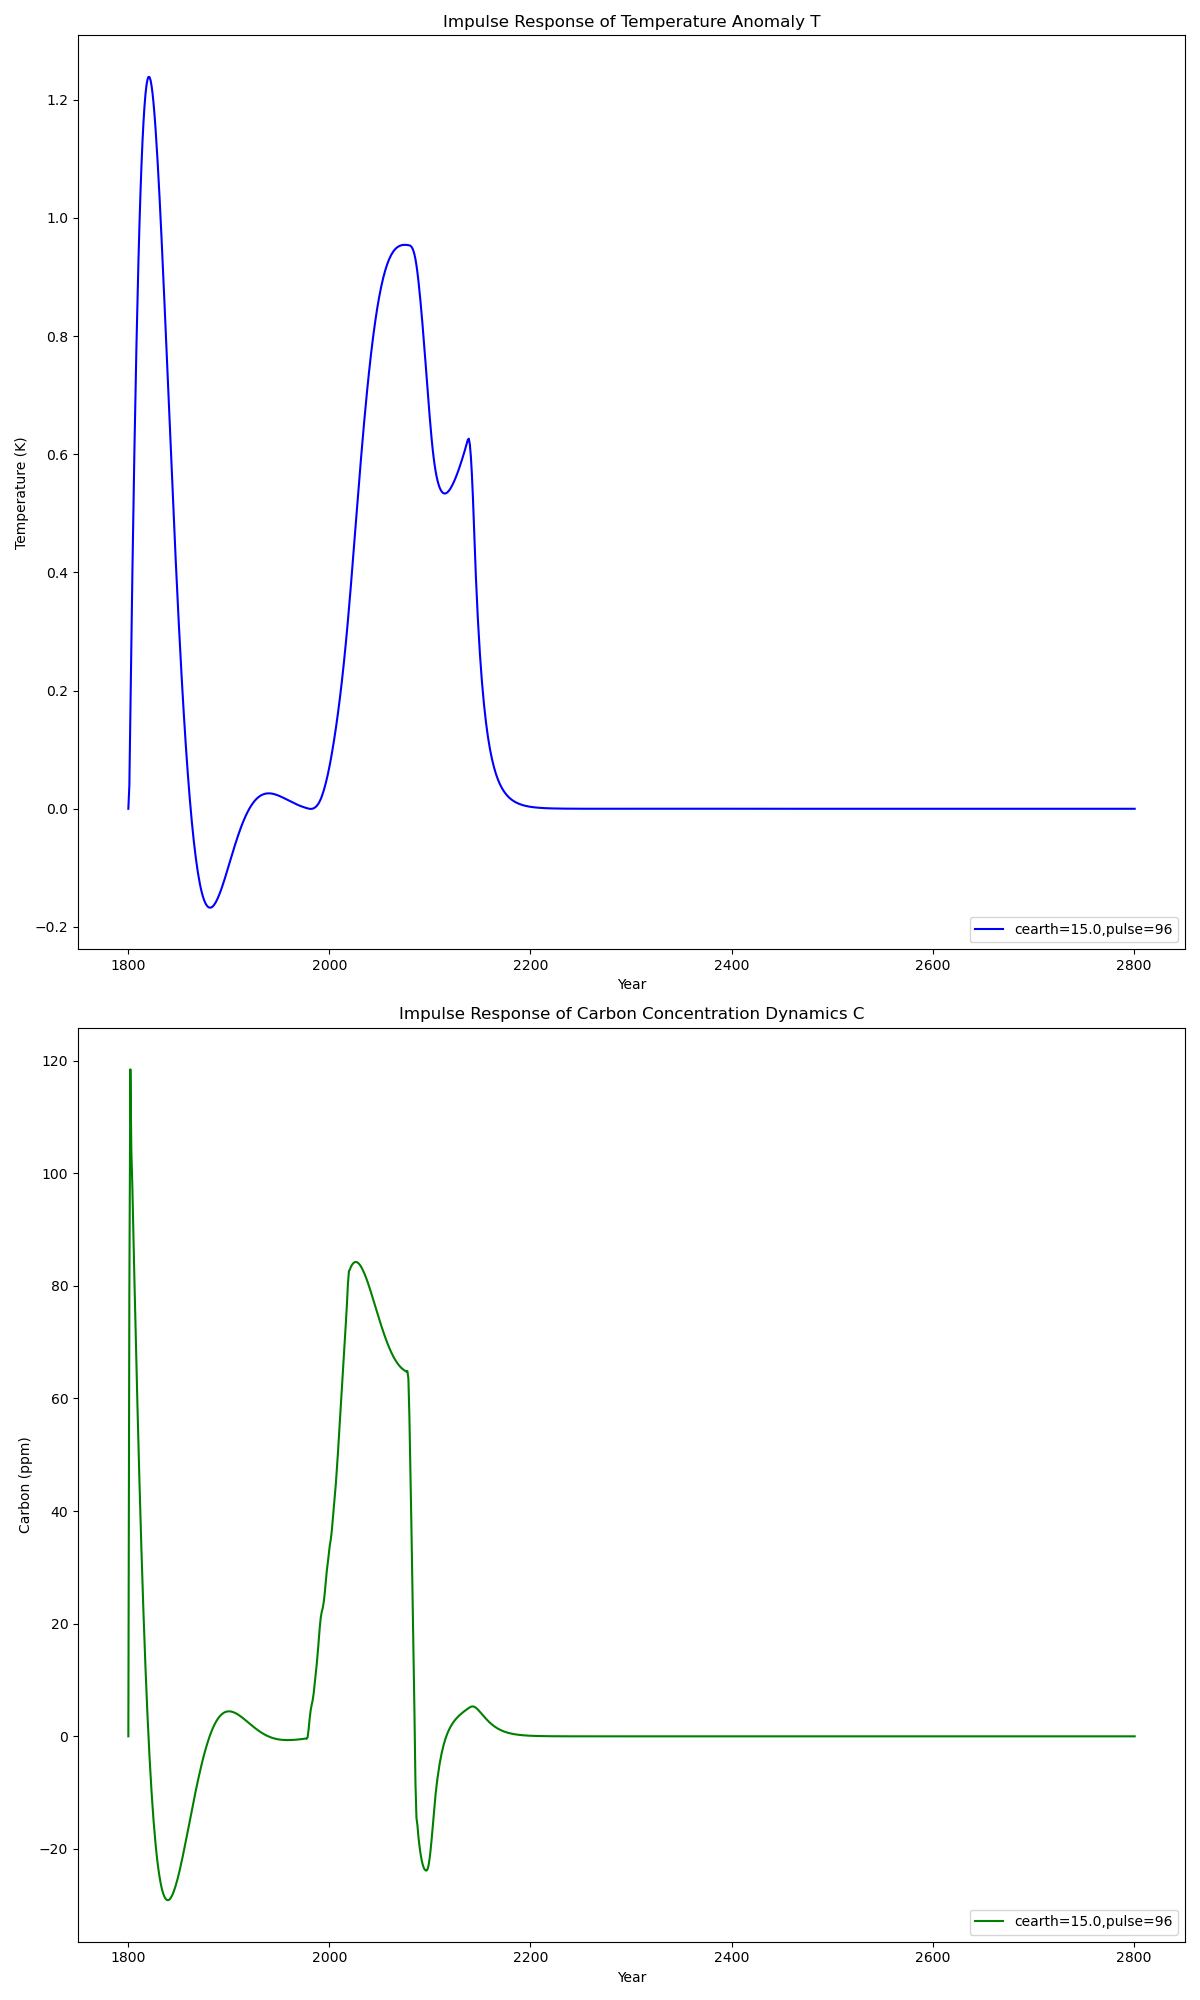 Impulse Response of Temperature Anomaly T
1.2
1.0
0.8
0.6
0.4
0.2
0.0
−0.2
Temperature (K)
cearth=15.0,pulse=96
1800 2000 2200 2400 2600 2800
Year
Impulse Response of Carbon Concentration Dynamics C
120
100
80
60
40
20
0
−20
Carbon (ppm)
cearth=15.0,pulse=96
1800 2000 2200 2400 2600 2800
Year